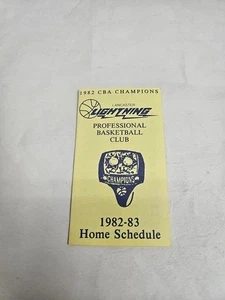 1982 CBA CHAMPIONS
LANCASTER
LIGHTNING
PROFESSIONAL
BASKETBALL
CLUB
CHAMPIONS
1982-83
Home Schedule